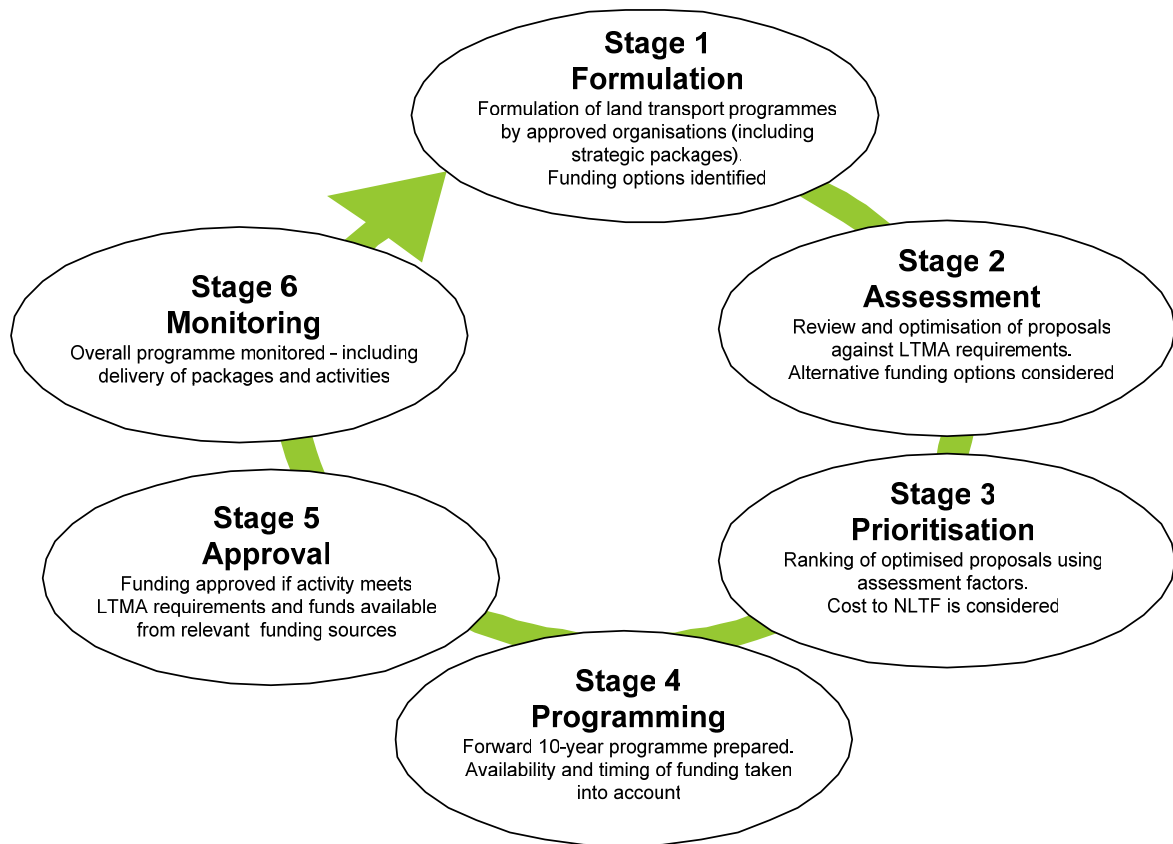 Stage 1
Formulation
Formulation of land transport programmes
by approved organisations (including
strategic packages).
Funding options identified
Stage 2
Assessment
Review and optimisation of proposals
against LTMA requirements.
Alternative funding options considered
Stage 3
Prioritisation
Ranking of optimised proposals using
assessment factors.
Cost to NLTF is considered
Stage 4
Programming
Forward 10-year programme prepared.
Availability and timing of funding taken
into account
Stage 5
Approval
Funding approved if activity meets
LTMA requirements and funds available
from relevant funding sources
Stage 6
Monitoring
Overall programme monitored – including
delivery of packages and activities